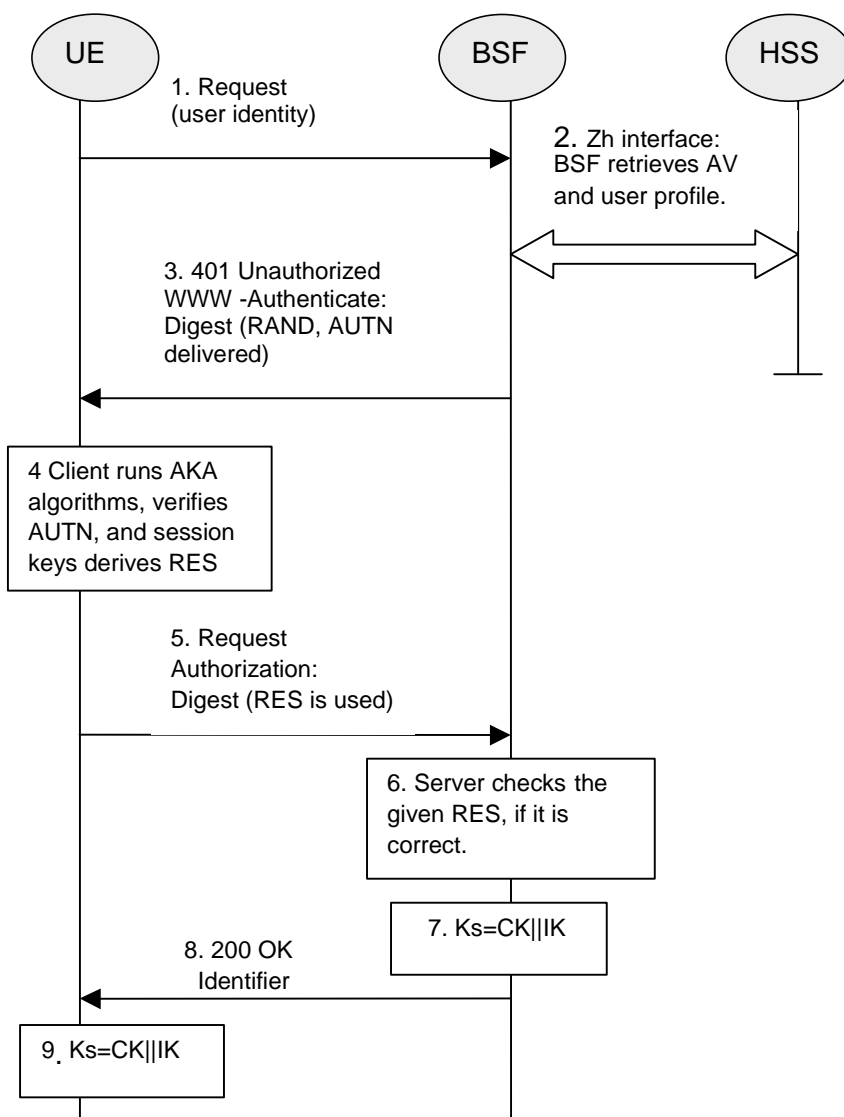 UE
BSF
HSS
1. Request
(user identity)
2. Zh interface:
BSF retrieves AV
and user profile.
3. 401 Unauthorized
WWW -Authenticate:
Digest (RAND, AUTN
delivered)
4 Client runs AKA
algorithms, verifies
AUTN, and session
keys derives RES
5. Request
Authorization:
Digest (RES is used)
6. Server checks the
given RES, if it is
correct.
7. Ks=CK||IK
8. 200 OK
Identifier
9. Ks=CK||IK